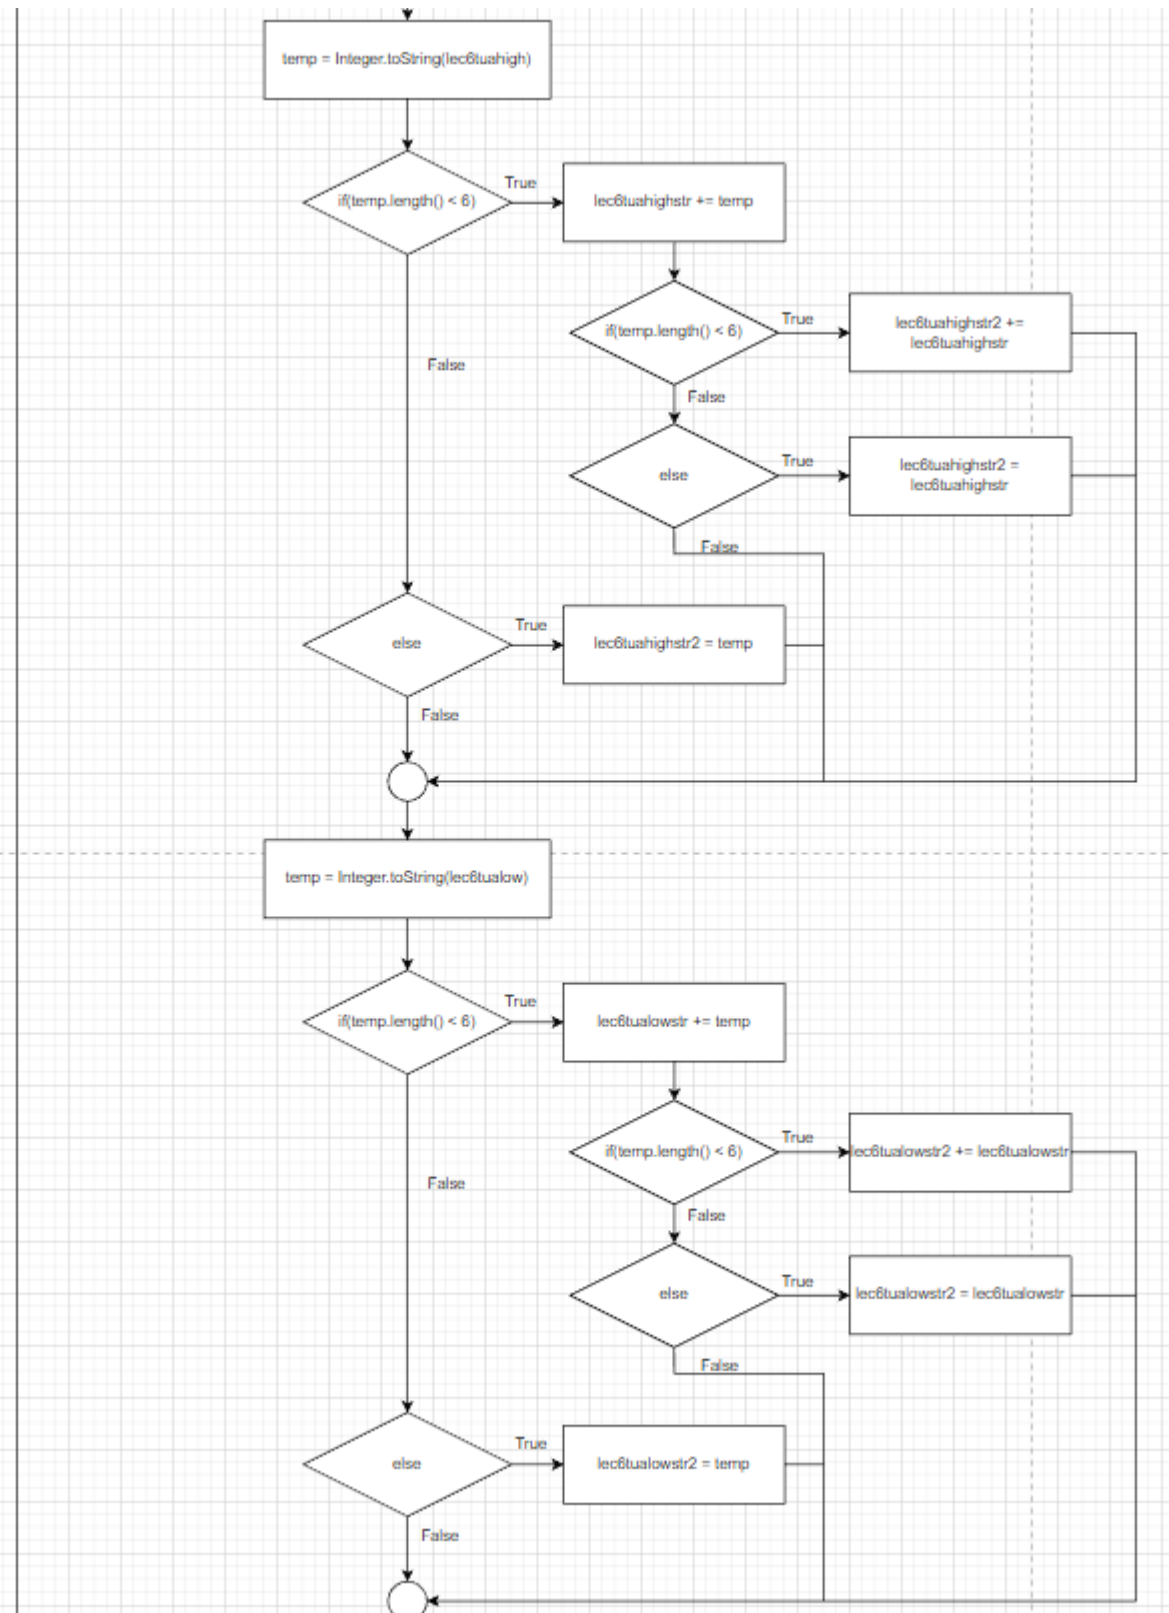 temp = Integer.toString(lec6tuahigh)
if(temp.length() < 6)
True
lec6tuahighstr += temp
if(temp.length() < 6)
True
lec6tuahighstr2 +=
lec6tuahighstr
False
False
else
True
lec6tuahighstr2 =
lec6tuahighstr
False
else
True
lec6tuahighstr2 = temp
False
temp = Integer.toString(lec6tualow)
if(temp.length() < 6)
True
lec6tualowstr += temp
if(temp.length() < 6)
True
lec6tualowstr2 += lec6tualowstr
False
False
else
True
lec6tualowstr2 = lec6tualowstr
False
else
True
lec6tualowstr2 = temp
False